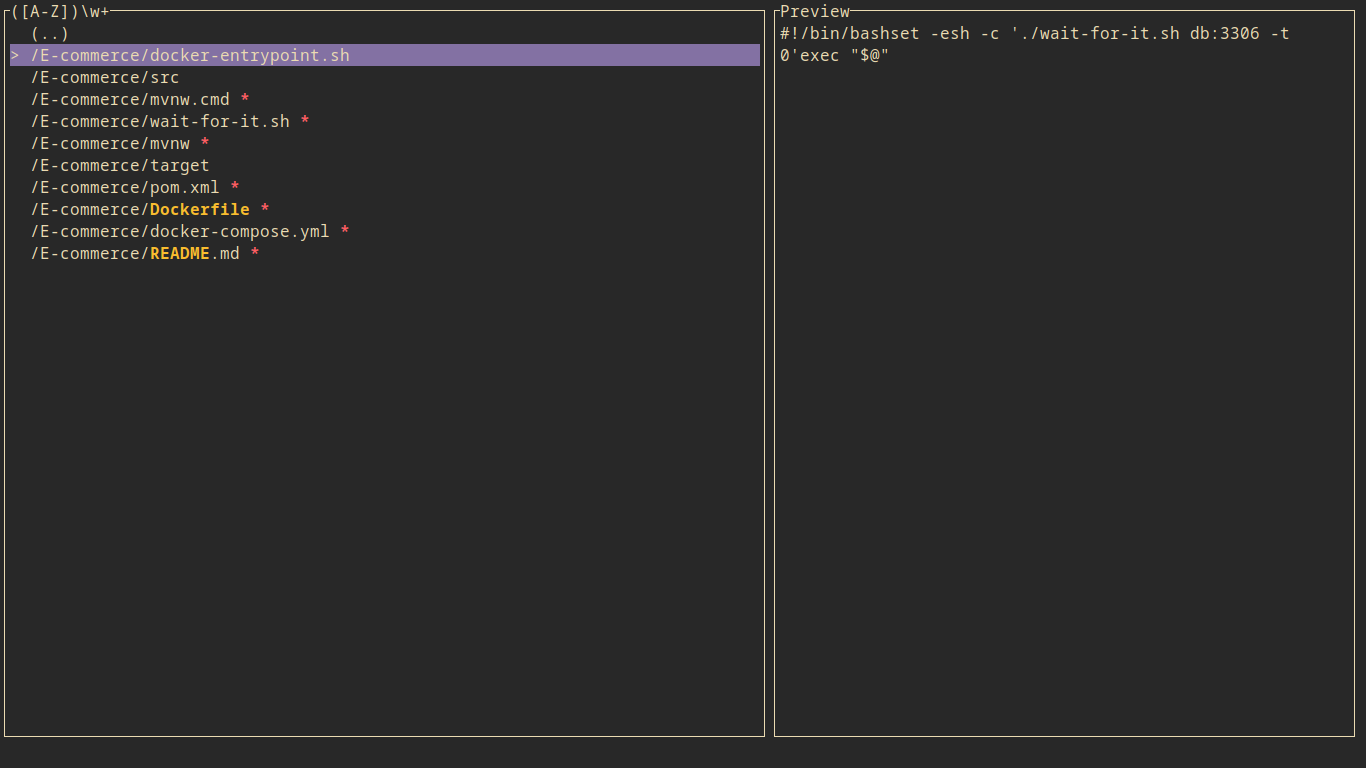 ([A-Z])\w+
(..)
> /E-commerce/docker-entrypoint.sh
/E-commerce/src
/E-commerce/mvnw.cmd *
/E-commerce/wait-for-it.sh *
/E-commerce/mvnw *
/E-commerce/target
/E-commerce/pom.xml *
/E-commerce/Dockerfile *
/E-commerce/docker-compose.yml *
/E-commerce/README.md *
Preview
#!/bin/bashset -esh -c './wait-for-it.sh db:3306 -t
0'exec "$@"